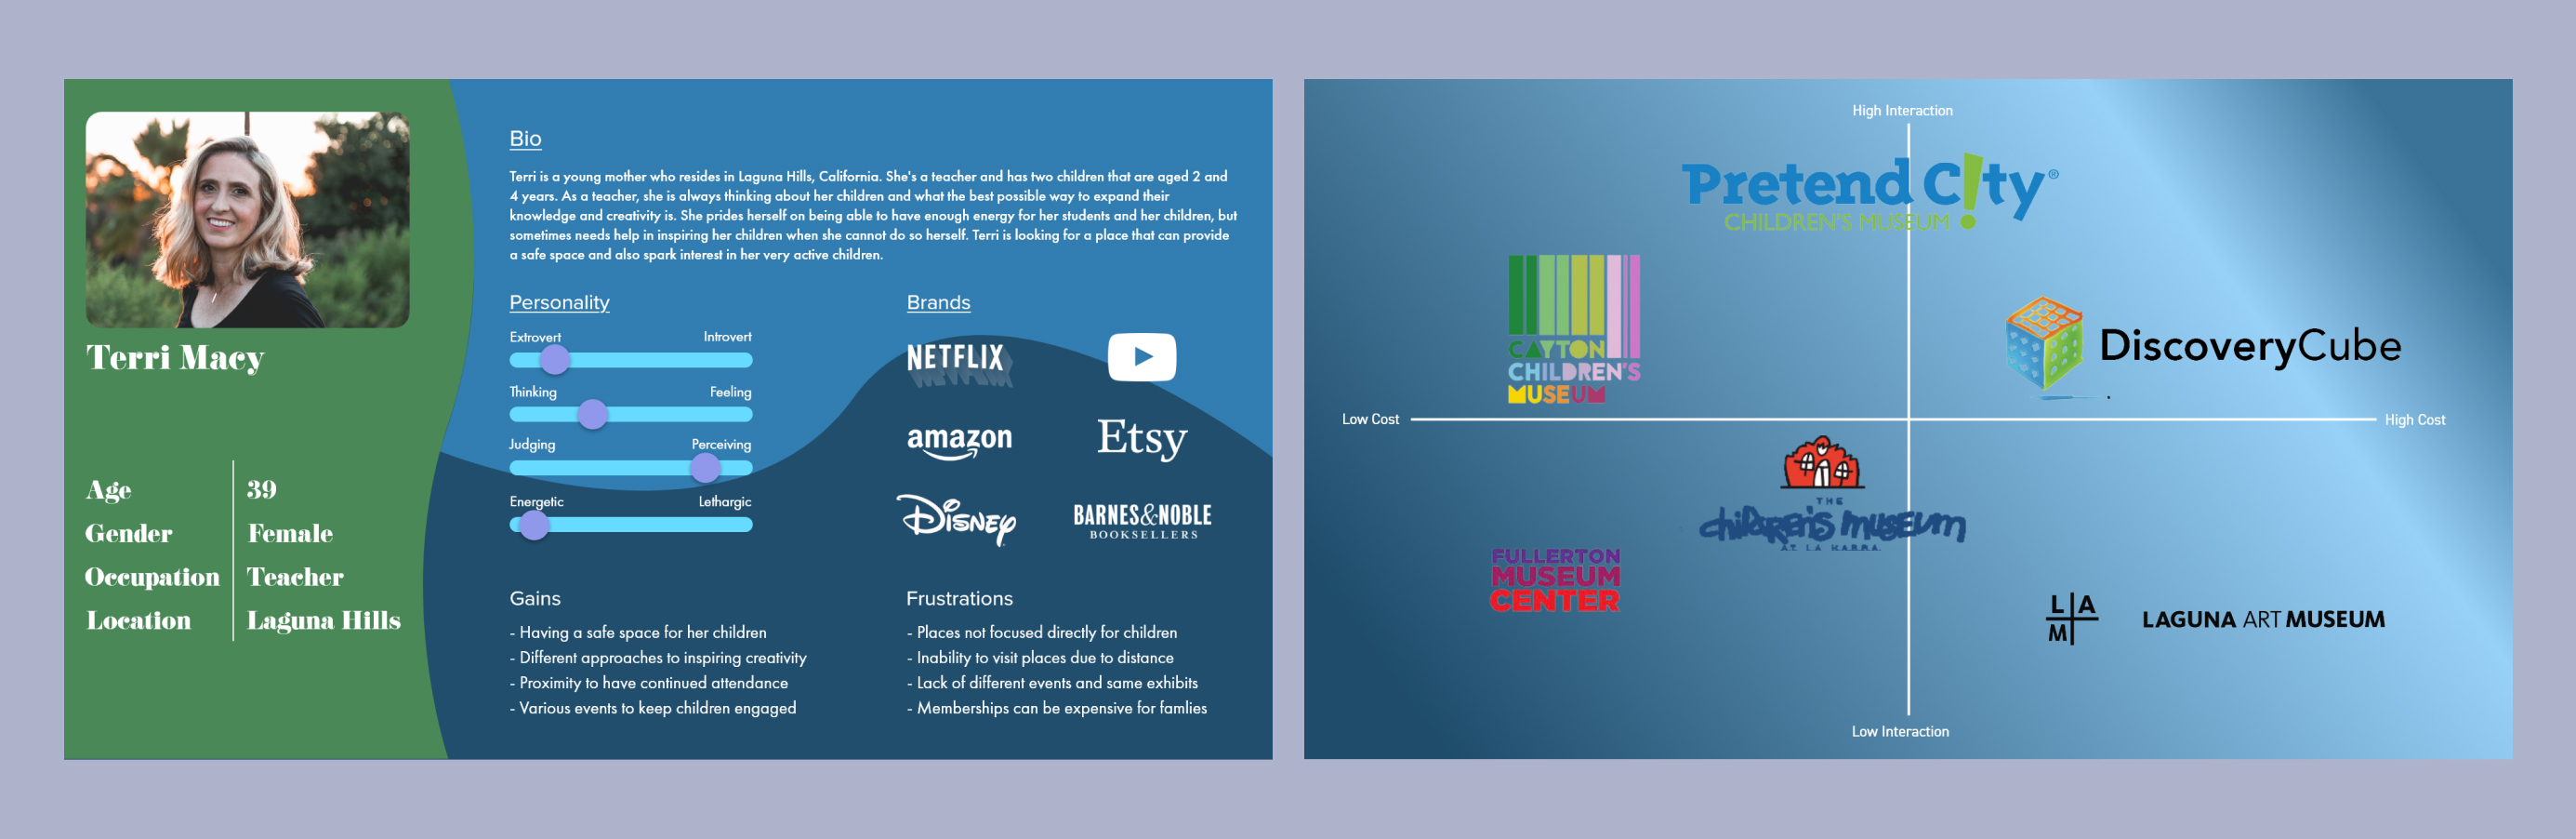 Terri Macy
Age 39
Gender Female
Occupation Teacher
Location Laguna Hills
Bio
Terri is a young mother who resides in Laguna Hills, California. She's a teacher and has two children that are aged 2 and
4 years. As a teacher, she is always thinking about her children and what the best possible way to expand their
knowledge and creativity is. She prides herself on being able to have enough energy for her students and her children, but
sometimes needs help in inspiring her children when she cannot do so herself. Terri is looking for a place that can provide
a safe space and also spark interest in her very active children.
Personality
Extrovert Introvert
Thinking Feeling
Judging Perceiving
Energetic Lethargic
Brands
NETFLIX
amazon Etsy
Disney BARNES&NOBLE
BOOKSELLERS
Gains
- Having a safe space for her children
- Different approaches to inspiring creativity
- Proximity to have continued attendance
- Various events to keep children engaged
Frustrations
- Places not focused directly for children
- Inability to visit places due to distance
- Lack of different events and same exhibits
- Memberships can be expensive for famlies
High Interaction
Pretend C!ty®
CHILDREN'S MUSEUM
CAYTON
CHILDREN'S
MUSEUM
DiscoveryCube
Low Cost High Cost
THE
chiLDREN'S mUSEUm
AT LA HABRA
FULLERTON
MUSEUM
CENTER
L A
M
LAGUNA ART MUSEUM
Low Interaction